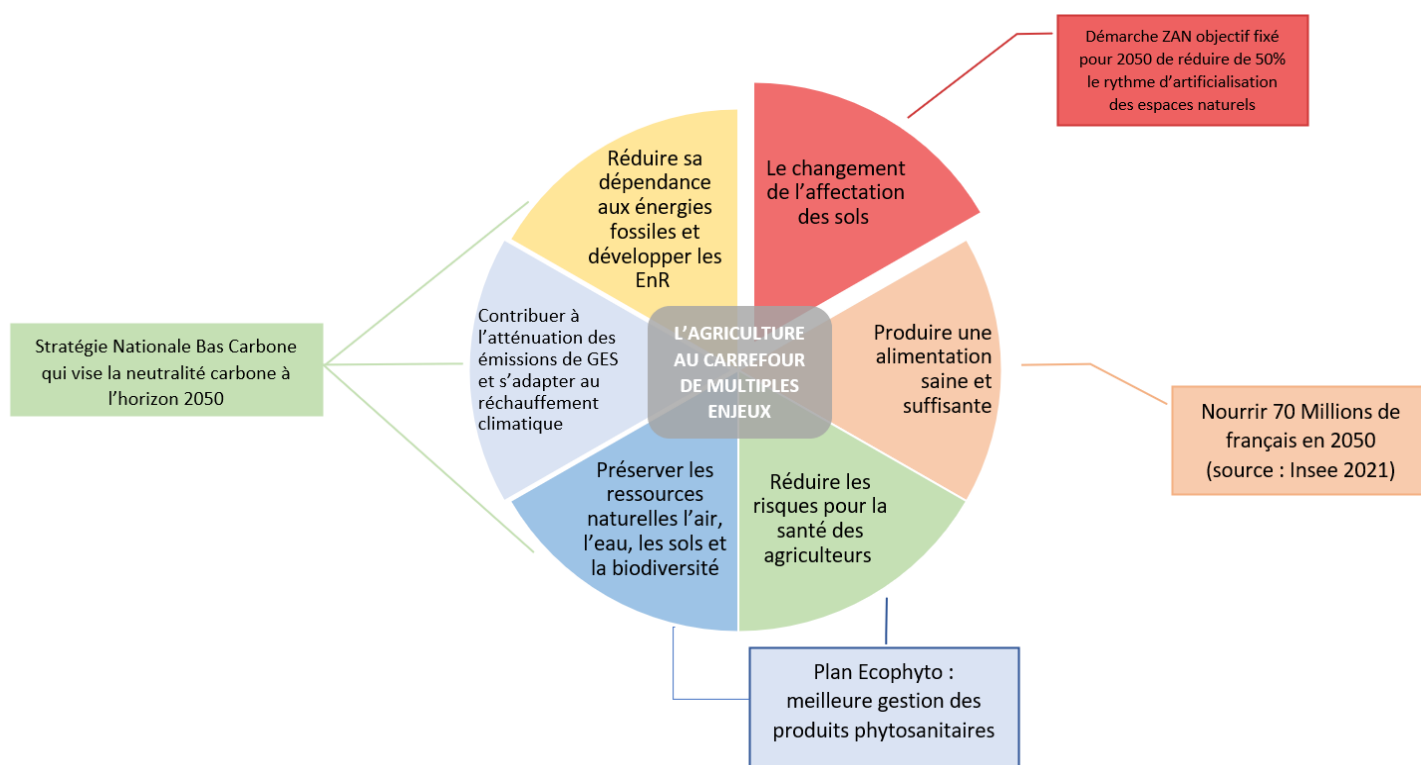 Démarche ZAN objectif fixé
pour 2050 de réduire de 50%
le rythme d'artificialisation
des espaces naturels
Réduire sa
dépendance
aux énergies
fossiles et
développer les
EnR
Le changement
de l'affectation
des sols
Contribuer à
l'atténuation des
émissions de GES
et s'adapter au
réchauffement
climatique
L'AGRICULTURE
AU CARREFOUR
DE MULTIPLES
ENJEUX
Produire une
alimentation
saine et
suffisante
Stratégie Nationale Bas Carbone
qui vise la neutralité carbone à
l'horizon 2050
Nourrir 70 Millions de
français en 2050
(source : Insee 2021)
Préserver les
ressources
naturelles l'air,
l'eau, les sols et
la biodiversité
Réduire les
risques pour la
santé des
agriculteurs
Plan Ecophyto :
meilleure gestion des
produits phytosanitaires